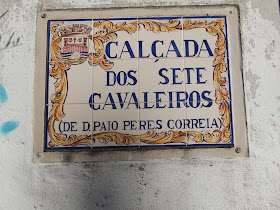 CALÇADA
DOS SETE
CAVALEIROS
(DE D. PAIO PERES CORREIA)